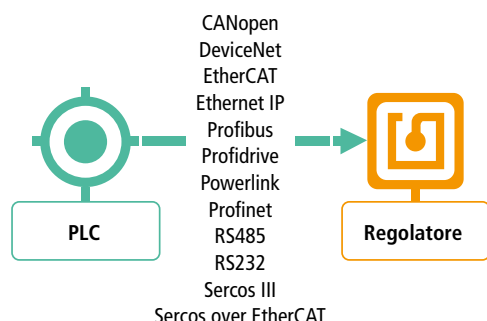 CANopen
DeviceNet
EtherCAT
Ethernet IP
Profibus
Profidrive
Powerlink
Profinet
RS485
RS232
Sercos III
Sercos over EtherCAT
PLC
Regolatore